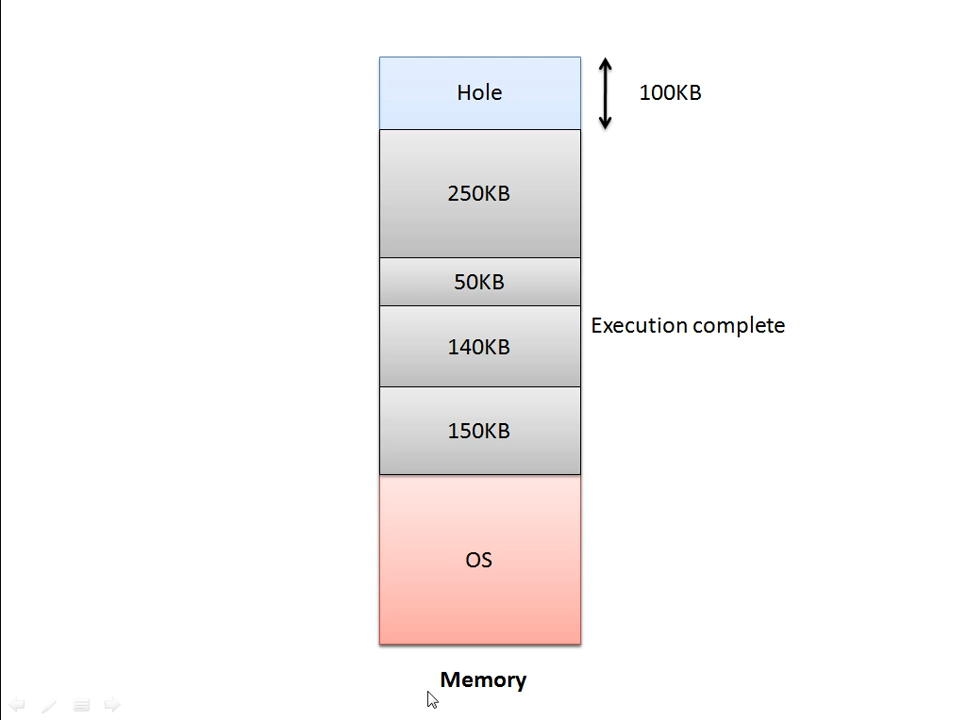 Hole
100KB
250KB
50KB
Execution complete
140KB
150KB
OS
Memory